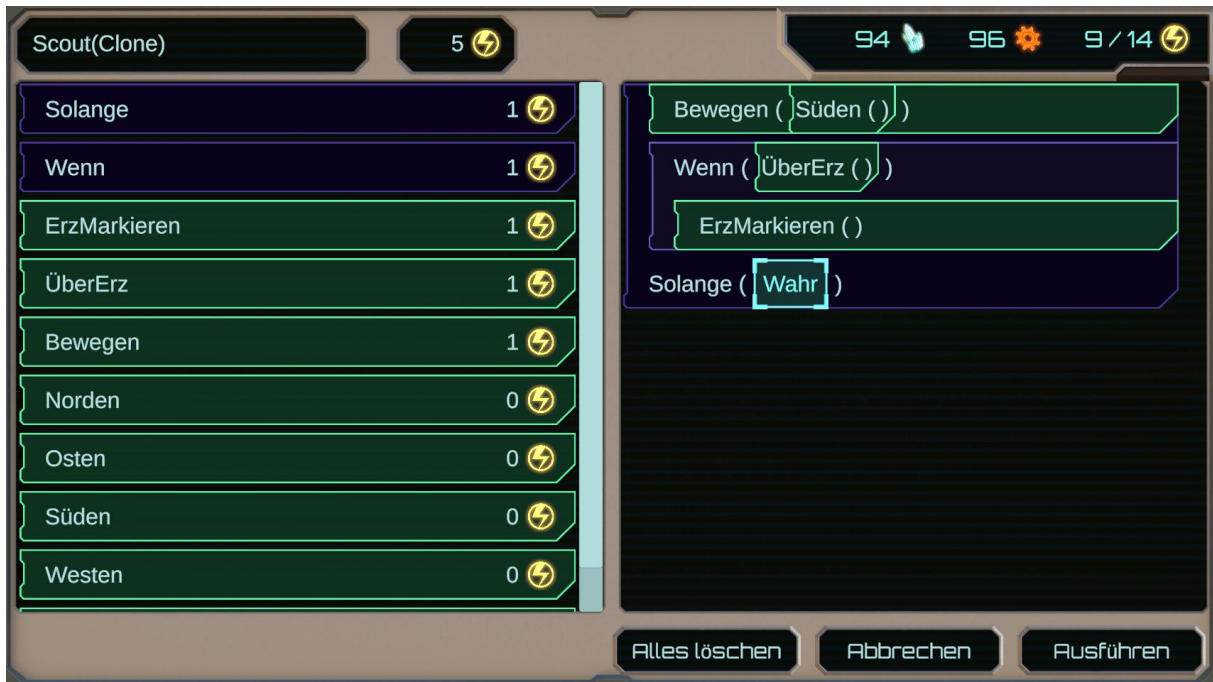 Scout(Clone) 5 94 96 9/14
Solange 1
Wenn 1
ErzMarkieren 1
ÜberErz 1
Bewegen 1
Norden 0
Osten 0
Süden 0
Westen 0
Bewegen ( Süden ( ) )
Wenn ( ÜberErz ( ) )
ErzMarkieren ( )
Solange ( Wahr )
Alles löschen Abbrechen Ausführen